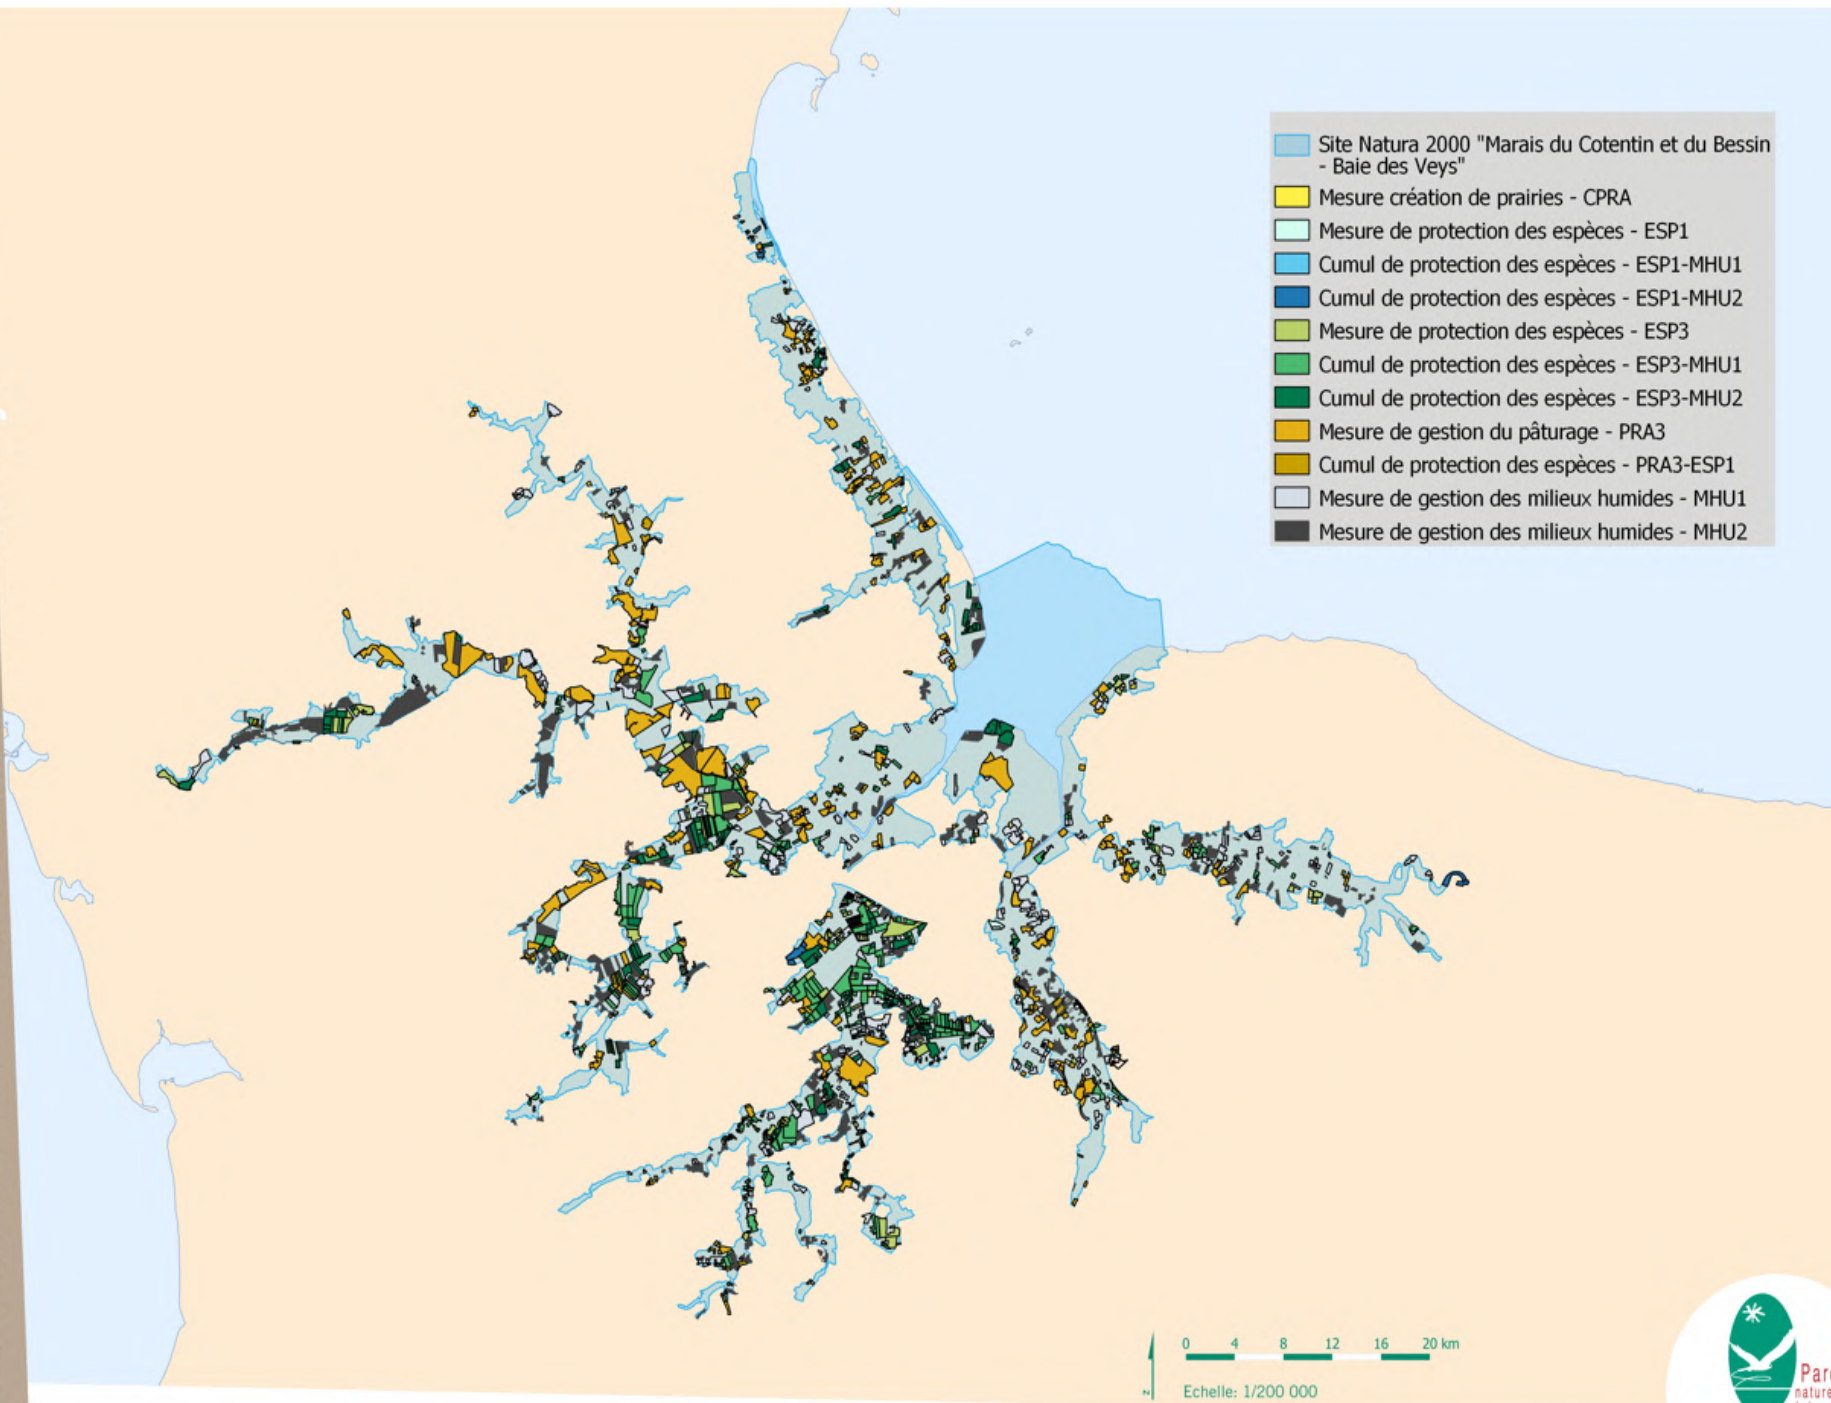 Site Natura 2000 "Marais du Cotentin et du Bessin
- Baie des Veys"
Mesure création de prairies - CPRA
Mesure de protection des espèces - ESP1
Cumul de protection des espèces - ESP1-MHU1
Cumul de protection des espèces - ESP1-MHU2
Mesure de protection des espèces - ESP3
Cumul de protection des espèces - ESP3-MHU1
Cumul de protection des espèces - ESP3-MHU2
Mesure de gestion du pâturage - PRA3
Cumul de protection des espèces - PRA3-ESP1
Mesure de gestion des milieux humides - MHU1
Mesure de gestion des milieux humides - MHU2
0 4 8 12 16 20 km
N
Echelle: 1/200 000
Parc
nature